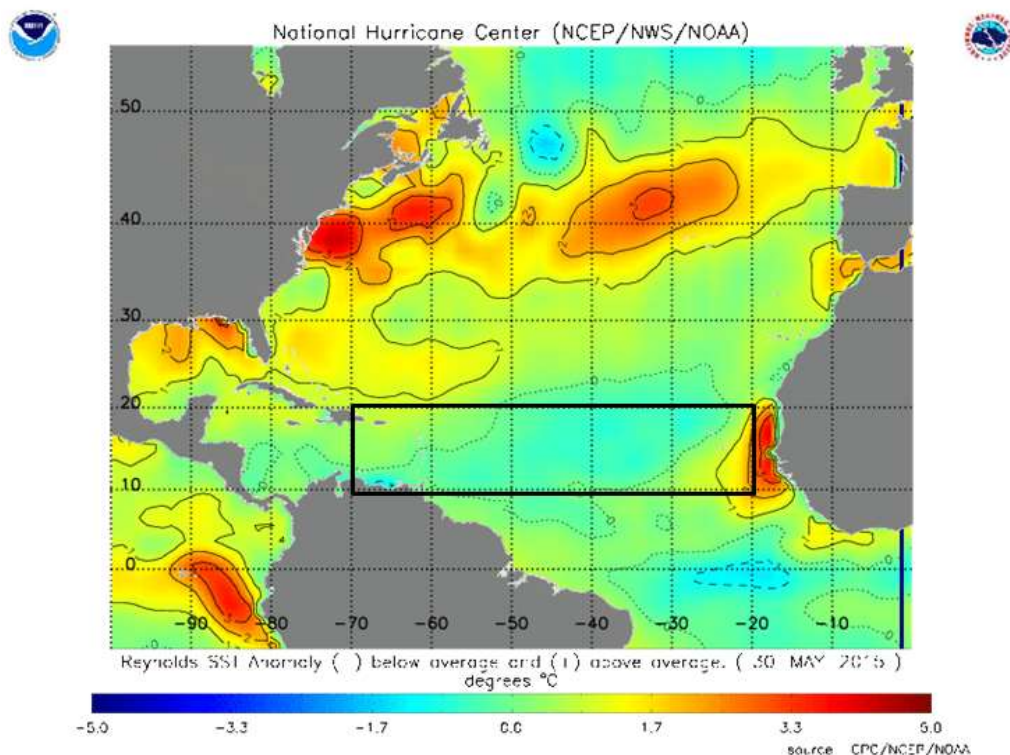 National Hurricane Center (NCEP/NWS/NOAA)
50
40
30
20
10
0
-90 -80 -70 -60 -50 -40 -30 -20 -10
Reynolds SST Anomaly (-) below average and (+) above average. ( 30 MAY 2015 )
degrees °C
-5.0 -3.3 -1.7 0.0 1.7 3.3 5.0
source CPC/NCEP/NOAA